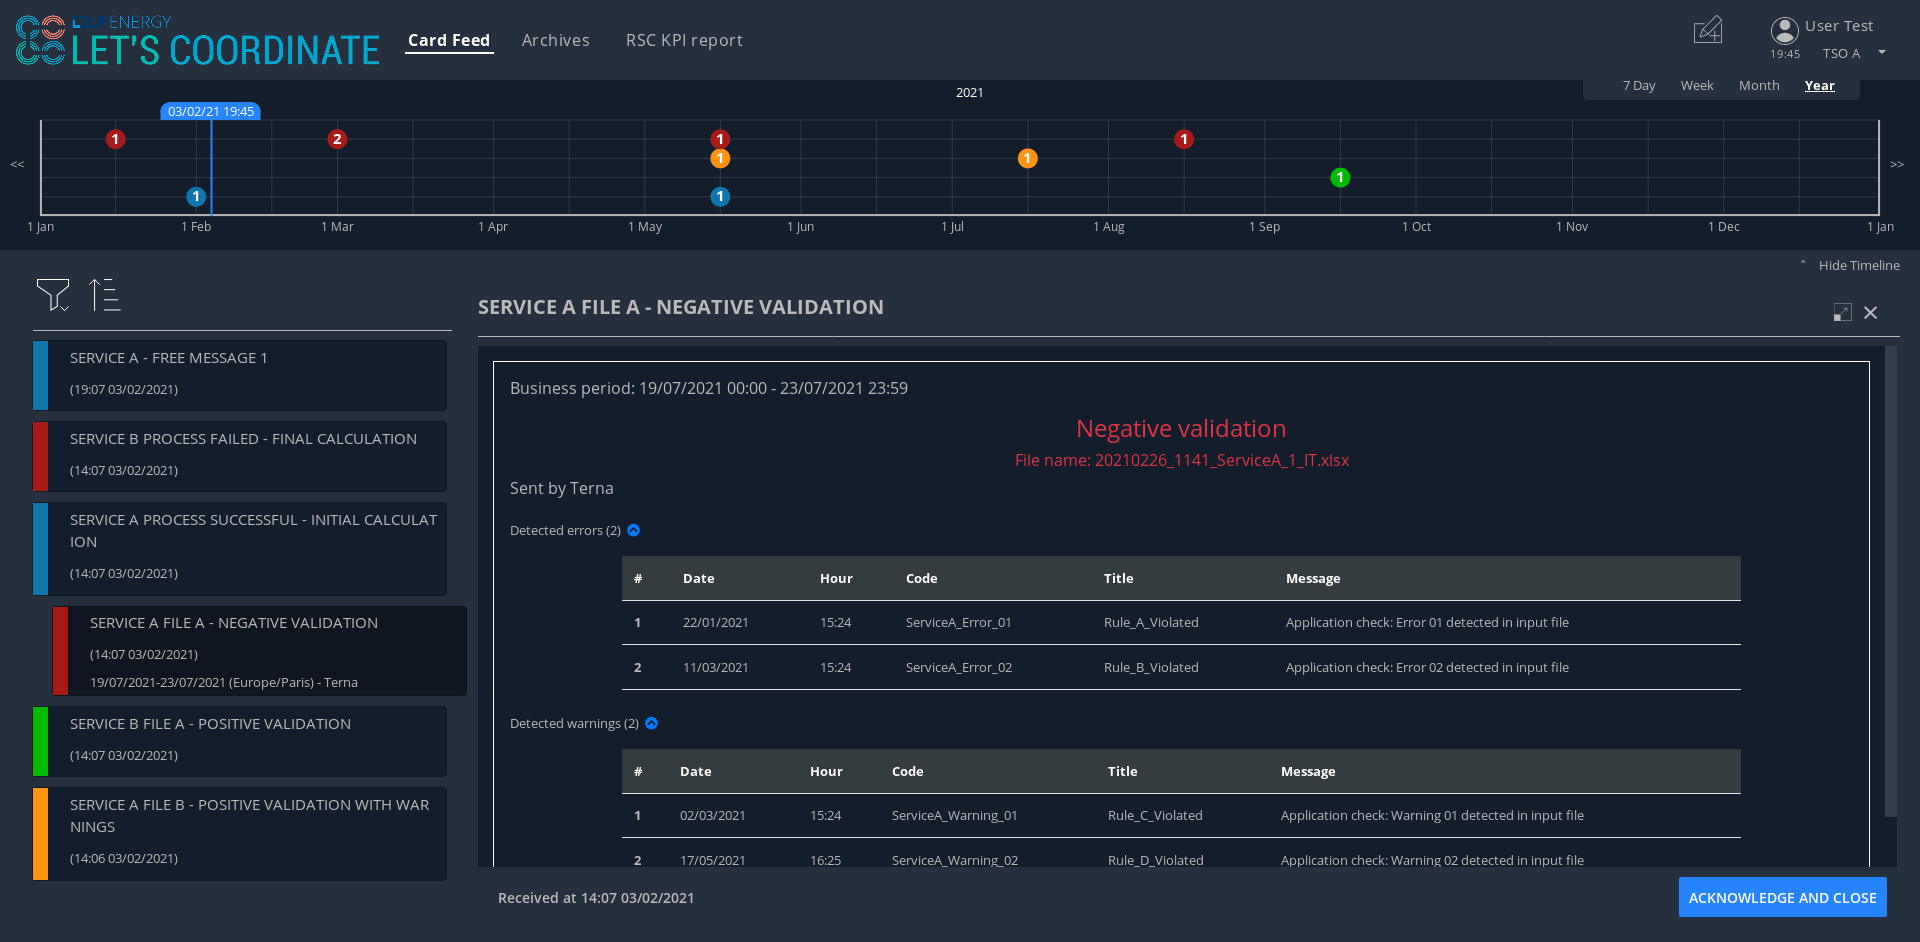 ENERGY
LET'S COORDINATE
Card Feed
Archives
RSC KPI report
User Test
19:45
TSO A
2021
7 Day
Week
Month
Year
03/02/21 19:45
1
2
1
1
1
1
1
1
1
<<
>>
1 Jan
1 Feb
1 Mar
1 Apr
1 May
1 Jun
1 Jul
1 Aug
1 Sep
1 Oct
1 Nov
1 Dec
1 Jan
Hide Timeline
SERVICE A - FREE MESSAGE 1
(19:07 03/02/2021)
SERVICE B PROCESS FAILED - FINAL CALCULATION
(14:07 03/02/2021)
SERVICE A PROCESS SUCCESSFUL - INITIAL CALCULAT
ION
(14:07 03/02/2021)
SERVICE A FILE A - NEGATIVE VALIDATION
(14:07 03/02/2021)
19/07/2021-23/07/2021 (Europe/Paris) - Terna
SERVICE B FILE A - POSITIVE VALIDATION
(14:07 03/02/2021)
SERVICE A FILE B - POSITIVE VALIDATION WITH WAR
NINGS
(14:06 03/02/2021)
SERVICE A FILE A - NEGATIVE VALIDATION
Business period: 19/07/2021 00:00 - 23/07/2021 23:59
Negative validation
File name: 20210226_1141_ServiceA_1_IT.xlsx
Sent by Terna
Detected errors (2)
# Date Hour Code Title Message
1 22/01/2021 15:24 ServiceA_Error_01 Rule_A_Violated Application check: Error 01 detected in input file
2 11/03/2021 15:24 ServiceA_Error_02 Rule_B_Violated Application check: Error 02 detected in input file
Detected warnings (2)
# Date Hour Code Title Message
1 02/03/2021 15:24 ServiceA_Warning_01 Rule_C_Violated Application check: Warning 01 detected in input file
2 17/05/2021 16:25 ServiceA_Warning_02 Rule_D_Violated Application check: Warning 02 detected in input file
Received at 14:07 03/02/2021
ACKNOWLEDGE AND CLOSE